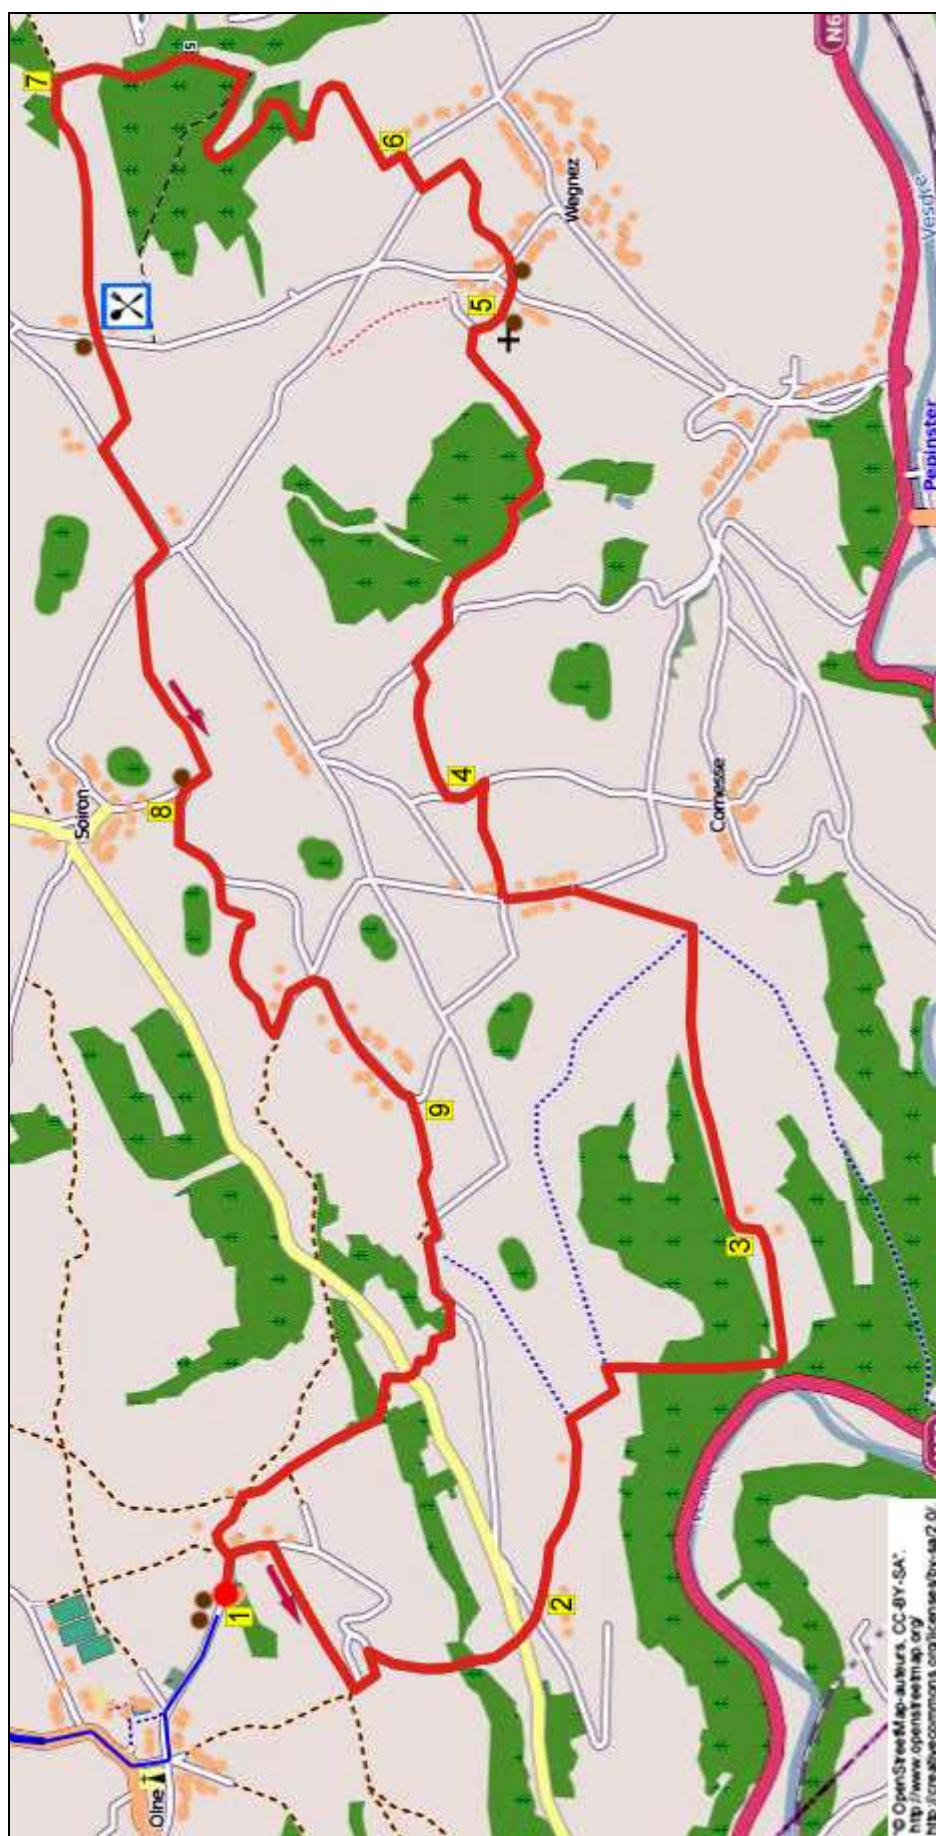 N6
Vesdre
Pepinster
7
5
6
Wegnez
5
4
8
Soiron
Cornesse
9
3
2
1
Olne
© OpenStreetMap-auteurs, CC-BY-SA".
http://www.openstreetmap.org/
http://creativecommons.org/licenses/by-sa/2.0/